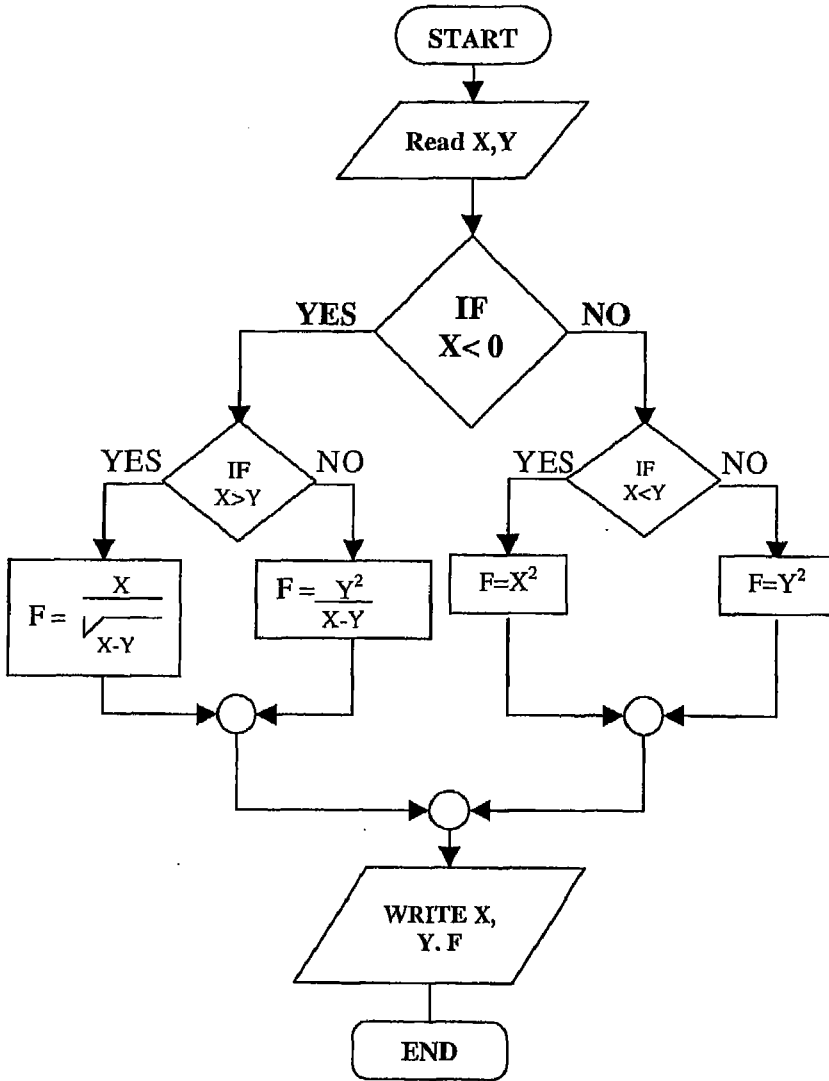 START
Read X,Y
YES
IF
X< 0
NO
YES
IF
X>Y
NO
YES
IF
X<Y
NO
F = X
√
X-Y
F = Y²
X-Y
F=X²
F=Y²
WRITE X,
Y. F
END